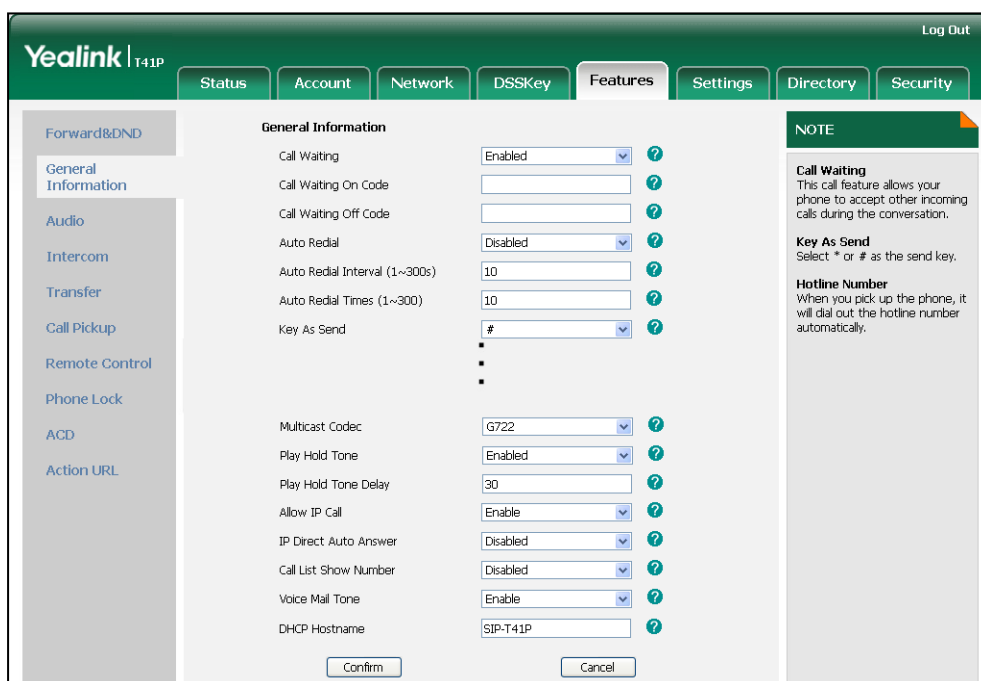 Log Out
Yealink T41P
Status Account Network DSSKey Features Settings Directory Security
Forward&DND
General
Information
Audio
Intercom
Transfer
Call Pickup
Remote Control
Phone Lock
ACD
Action URL
General Information
Call Waiting Enabled ?
Call Waiting On Code ?
Call Waiting Off Code ?
Auto Redial Disabled ?
Auto Redial Interval (1~300s) 10 ?
Auto Redial Times (1~300) 10 ?
Key As Send # ?
Multicast Codec G722 ?
Play Hold Tone Enabled ?
Play Hold Tone Delay 30 ?
Allow IP Call Enable ?
IP Direct Auto Answer Disabled ?
Call List Show Number Disabled ?
Voice Mail Tone Enable ?
DHCP Hostname SIP-T41P ?
Confirm Cancel
NOTE
Call Waiting
This call feature allows your
phone to accept other incoming
calls during the conversation.
Key As Send
Select * or # as the send key.
Hotline Number
When you pick up the phone, it
will dial out the hotline number
automatically.